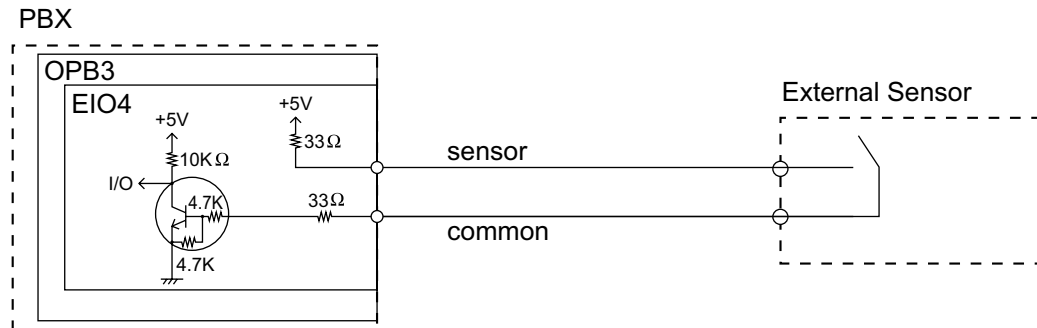 PBX
OPB3
EIO4
External Sensor
+5V
+5V
33Ω
10KΩ
sensor
I/O
4.7K
33Ω
common
4.7K